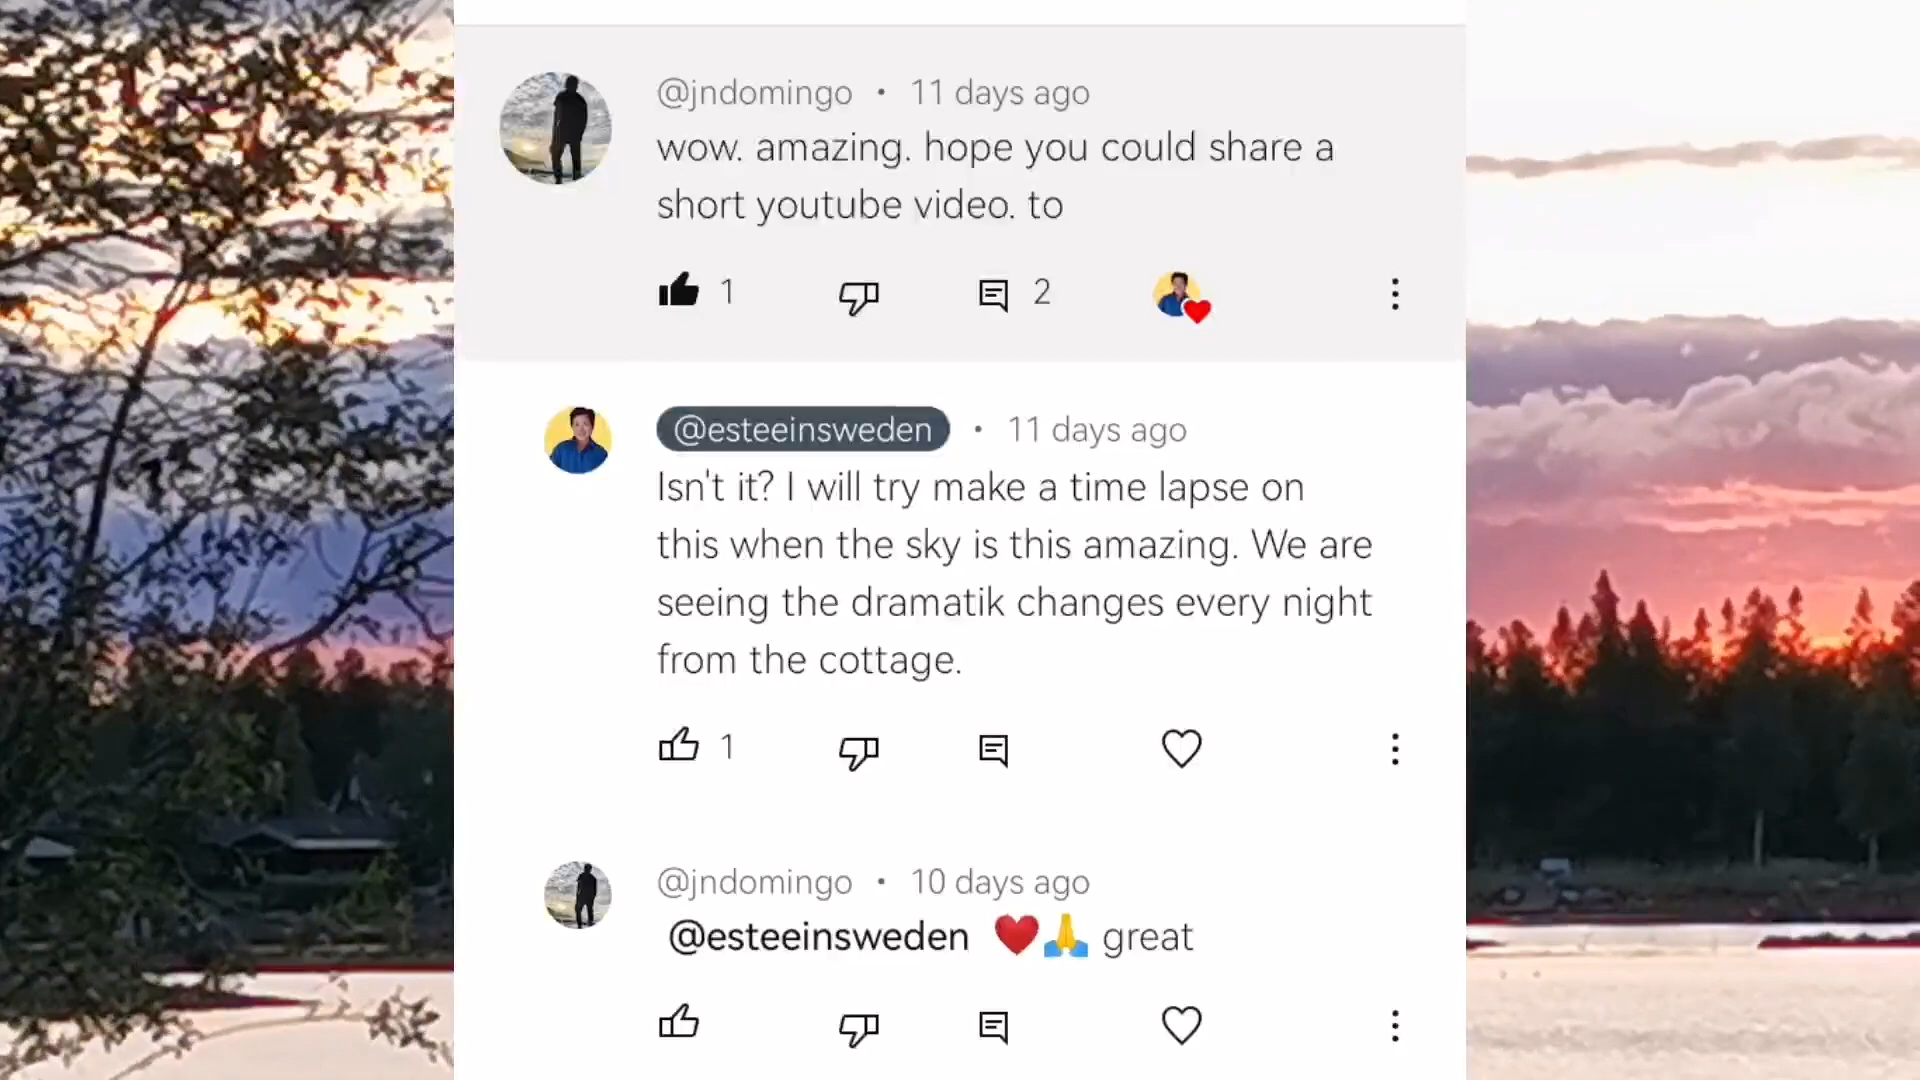 @jndomingo • 11 days ago
wow. amazing. hope you could share a
short youtube video. to
1 2
@esteeinsweden • 11 days ago
Isn't it? I will try make a time lapse on
this when the sky is this amazing. We are
seeing the dramatik changes every night
from the cottage.
1
@jndomingo • 10 days ago
@esteeinsweden ❤️🙏 great